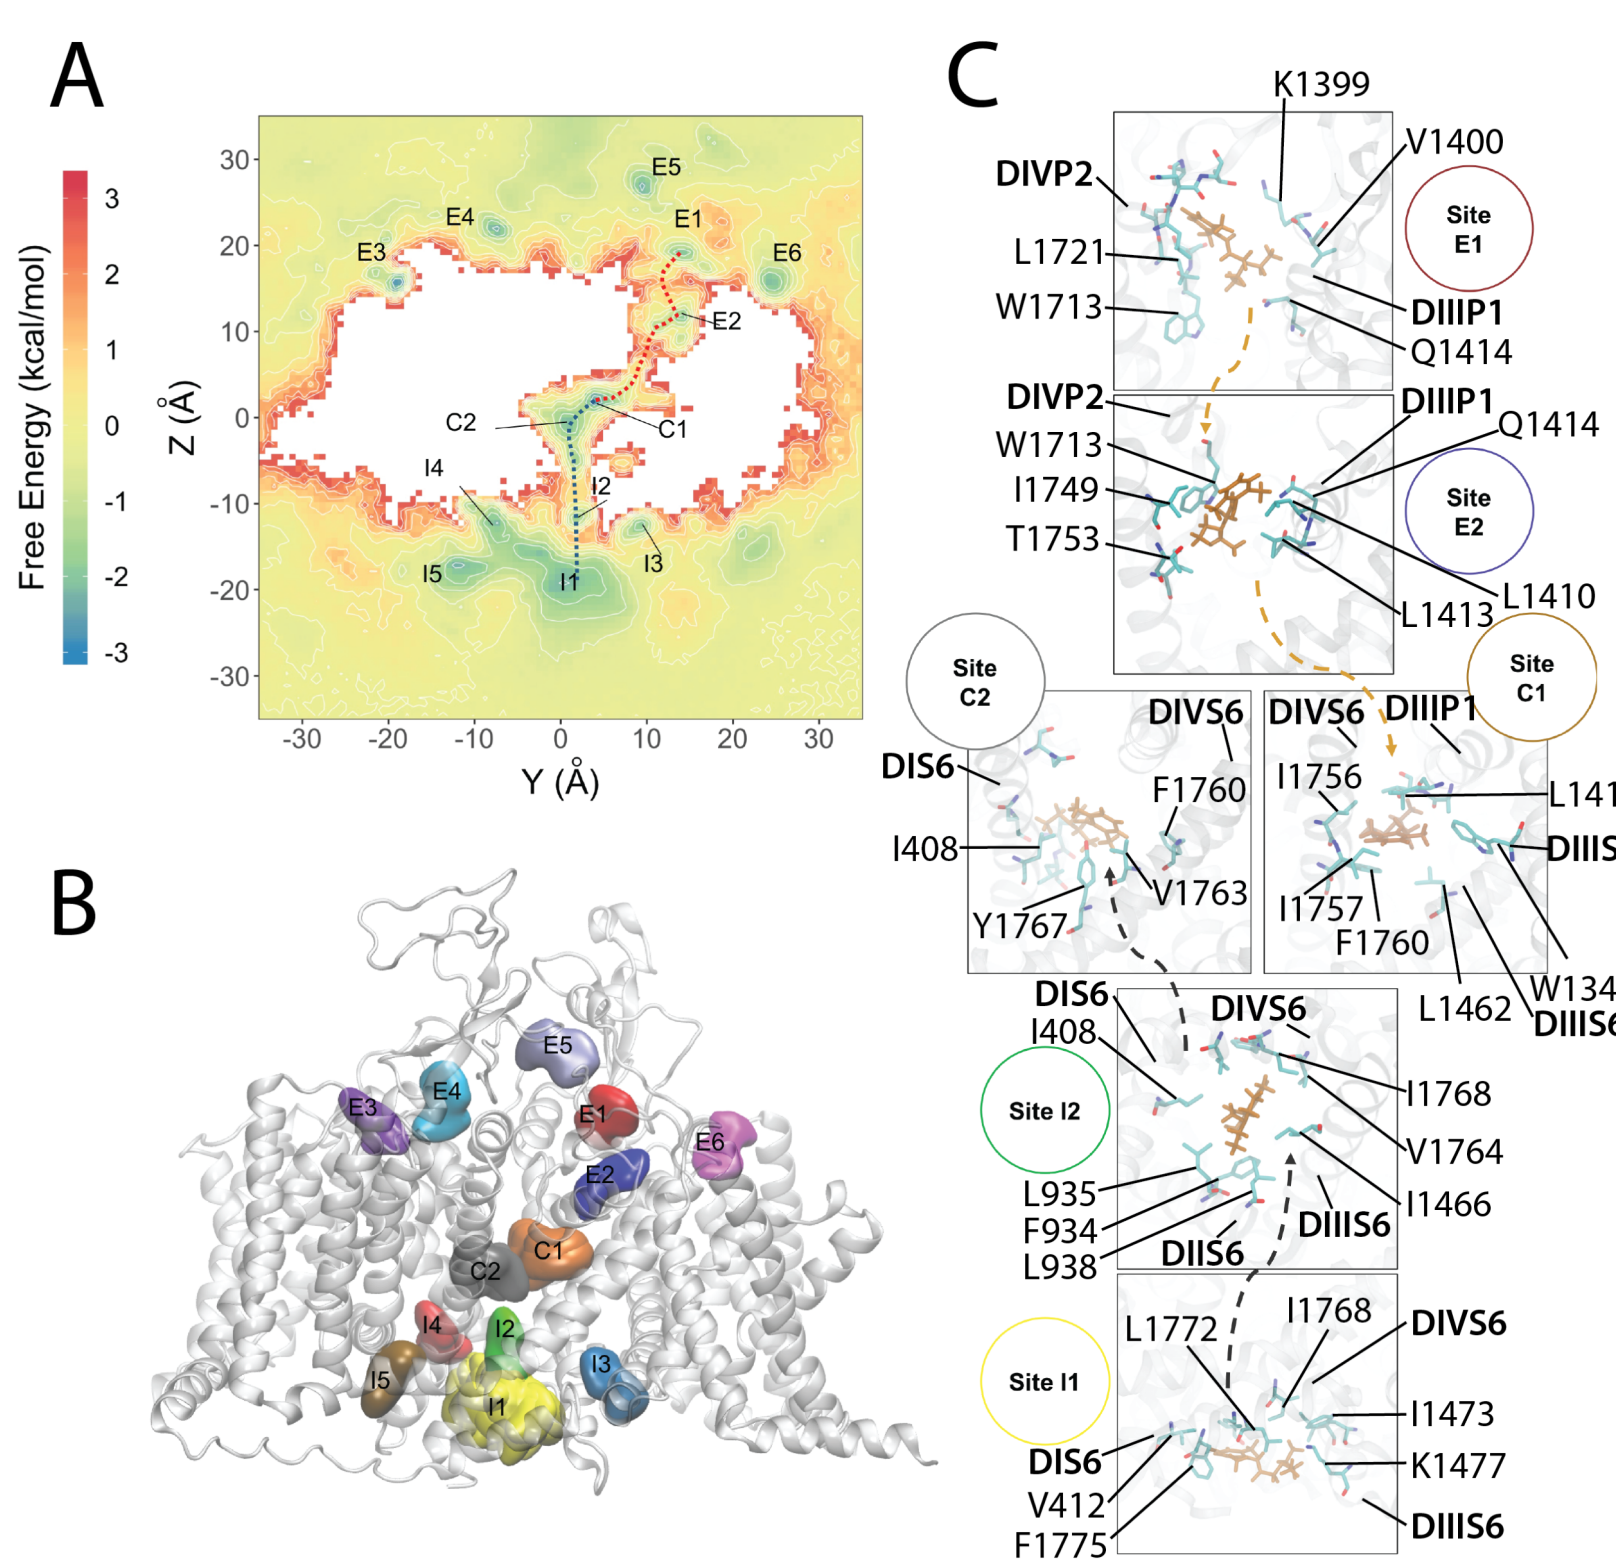 A
Free Energy (kcal/mol)
3
2
1
0
-1
-2
-3
Z (Å)
30
20
10
0
-10
-20
-30
-30
-20
-10
0
10
20
30
Y (Å)
E5
E4
E1
E3
E6
E2
C2
C1
I4
I2
I5
I1
I3
B
E5
E4
E3
E1
E6
E2
C1
C2
I4
I2
I3
I5
I1
C
K1399
V1400
DIVP2
L1721
W1713
Site
E1
DIIIP1
Q1414
DIVP2
W1713
I1749
T1753
DIIIP1
Q1414
Site
E2
L1410
L1413
Site
C2
DIVS6
DIS6
F1760
I408
V1763
Y1767
Site
C1
DIVS6
DIIIP1
I1756
L141
DIIIS
I1757
F1760
W134
L1462
DIIIS6
DIS6
I408
DIVS6
Site I2
I1768
V1764
L935
F934
L938
I1466
DIIIS6
DIIS6
L1772
I1768
DIVS6
Site I1
I1473
K1477
DIS6
V412
F1775
DIIIS6